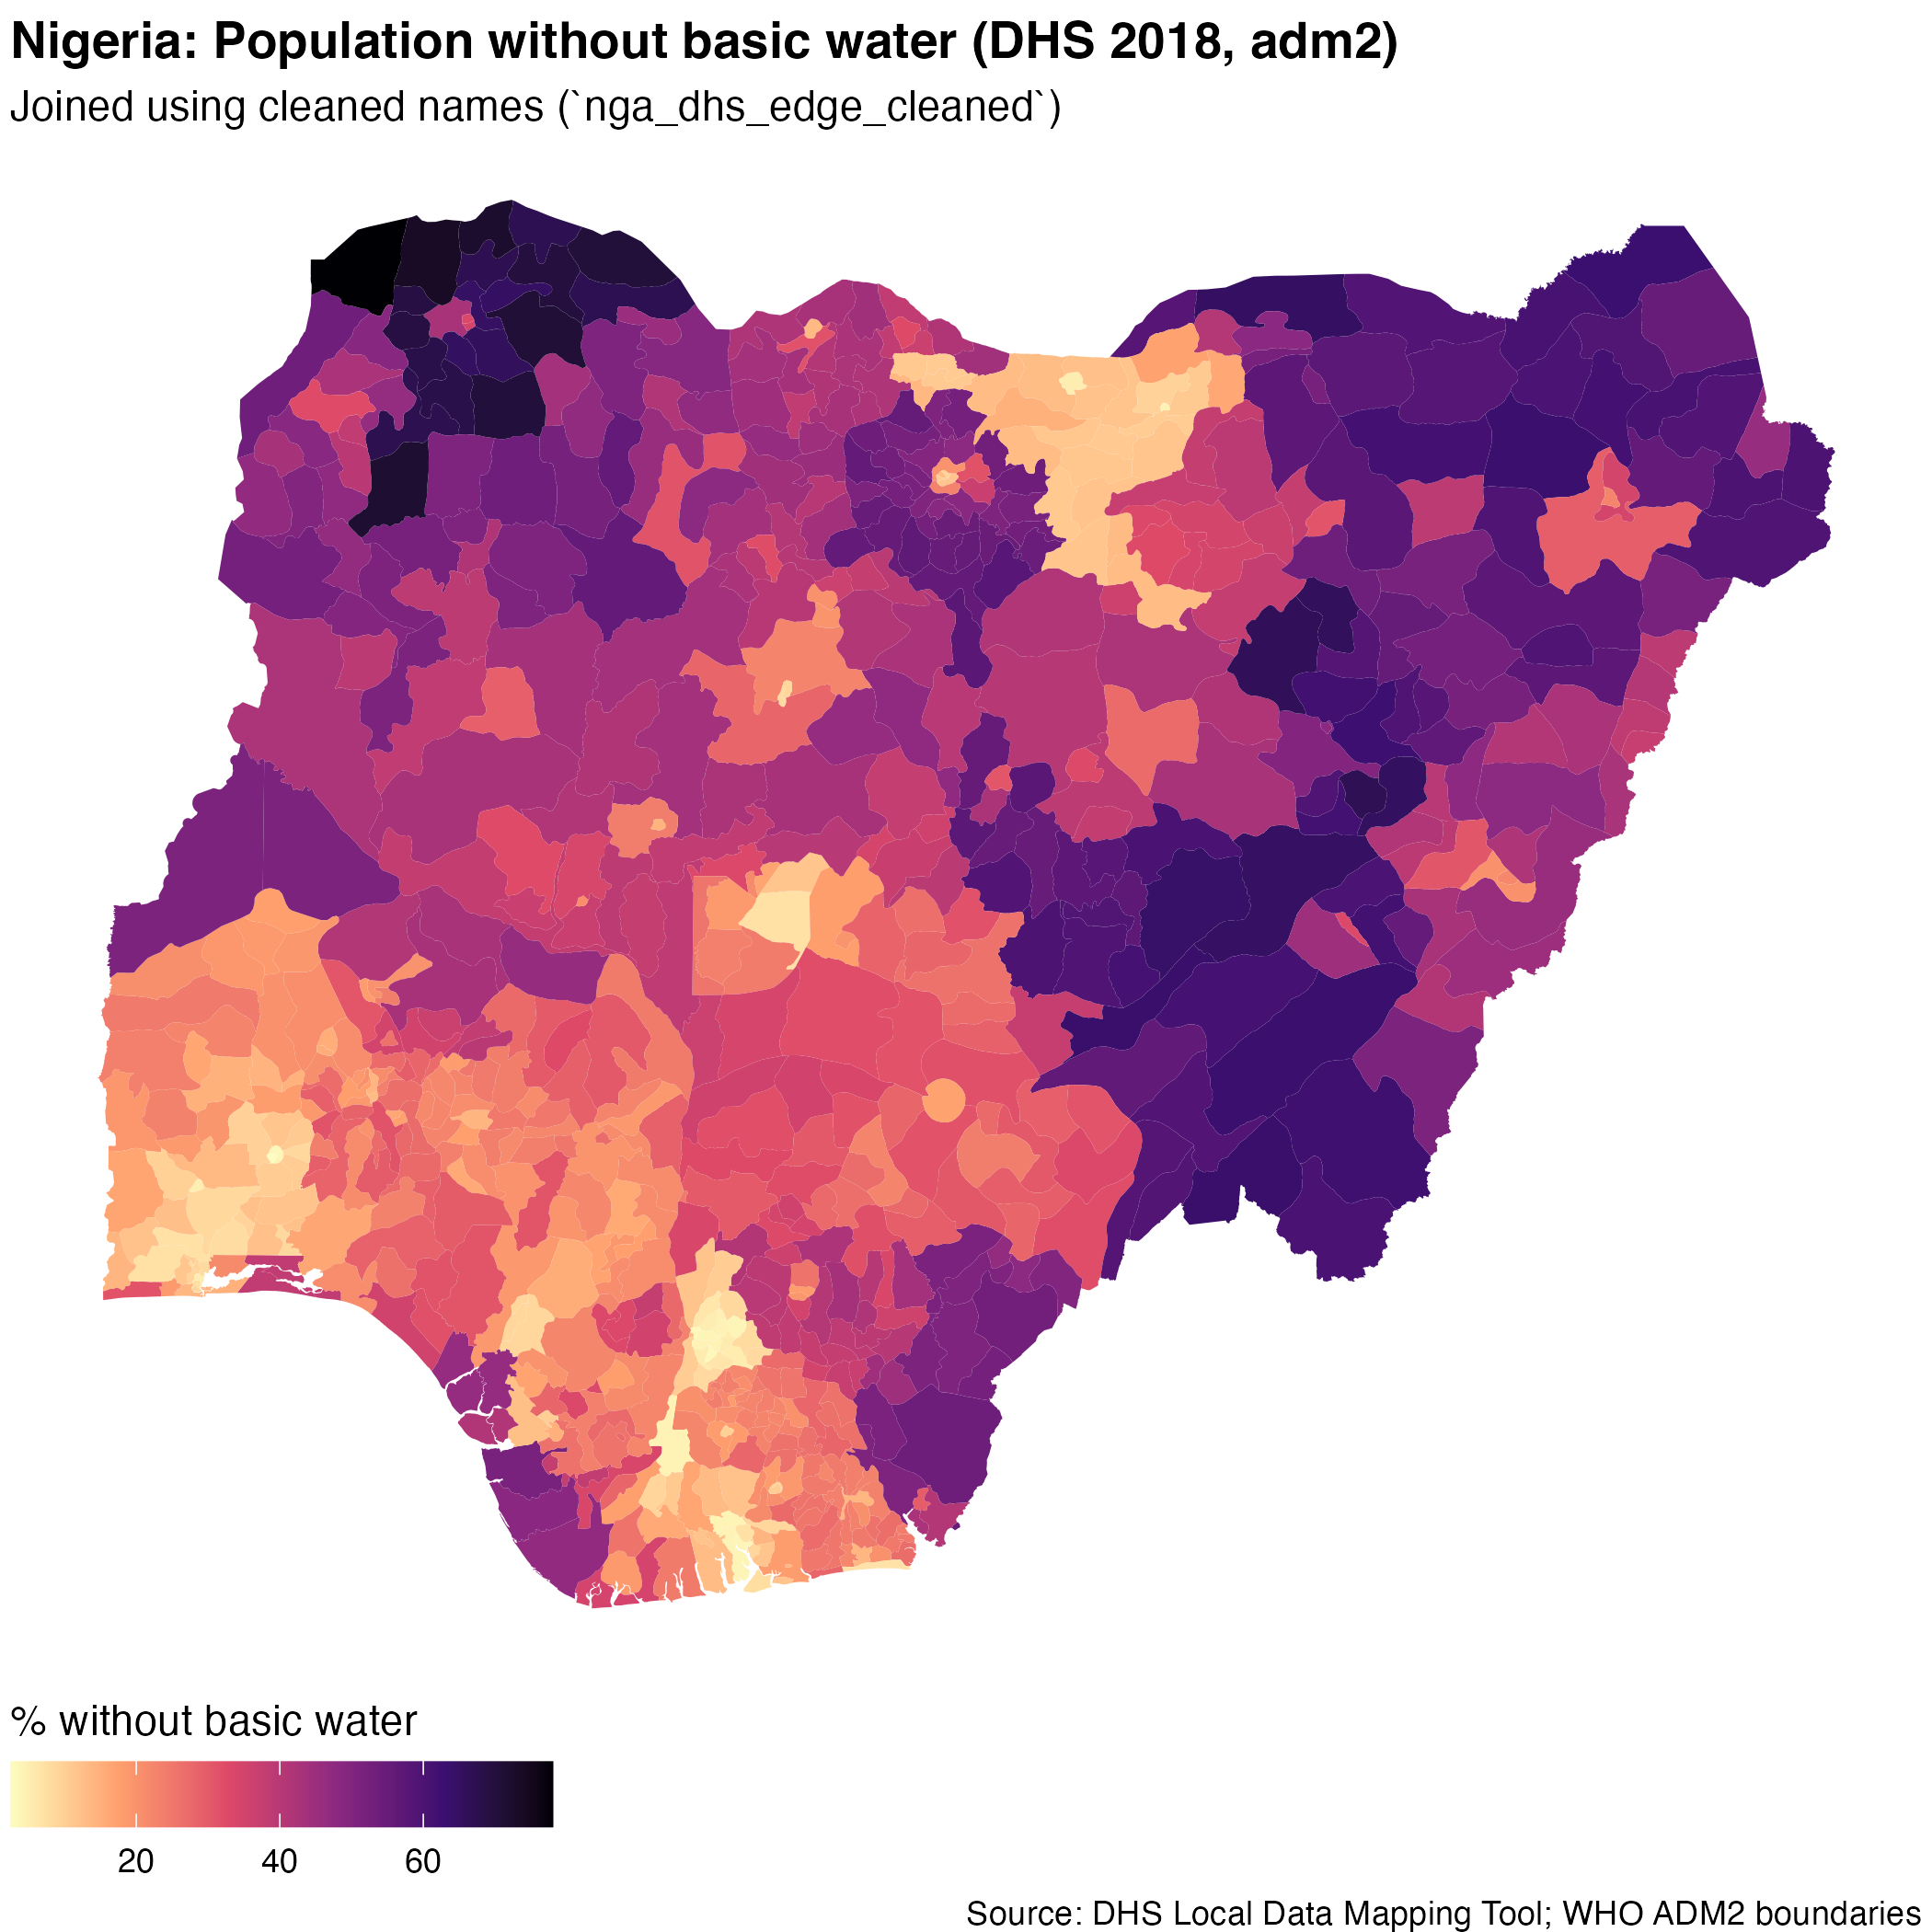 Nigeria: Population without basic water (DHS 2018, adm2)
Joined using cleaned names (`nga_dhs_edge_cleaned`)
% without basic water
20 40 60
Source: DHS Local Data Mapping Tool; WHO ADM2 boundaries